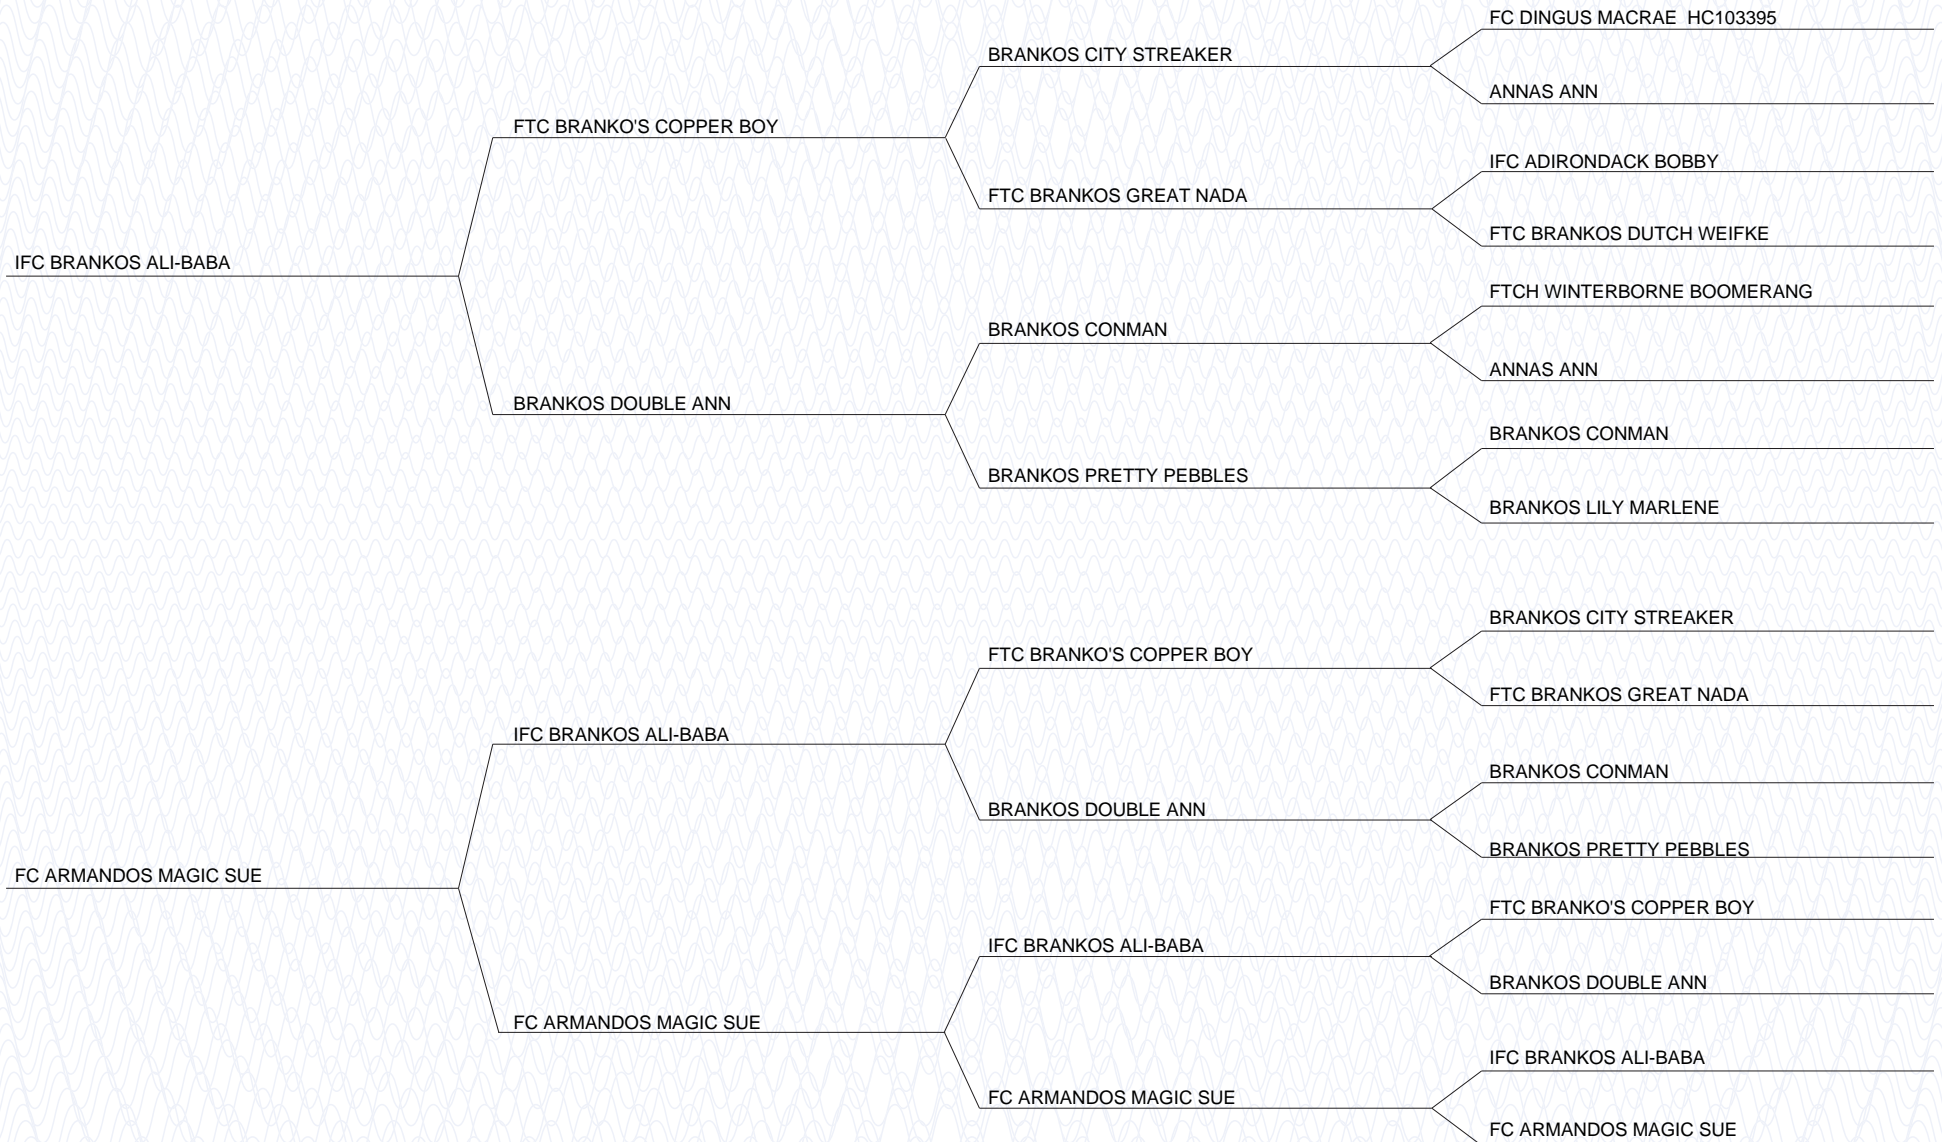 FC DINGUS MACRAE  HC103395
BRANKOS CITY STREAKER
ANNAS ANN
FTC BRANKO'S COPPER BOY
IFC ADIRONDACK BOBBY
FTC BRANKOS GREAT NADA
FTC BRANKOS DUTCH WEIFKE
IFC BRANKOS ALI-BABA
FTCH WINTERBORNE BOOMERANG
BRANKOS CONMAN
ANNAS ANN
BRANKOS DOUBLE ANN
BRANKOS CONMAN
BRANKOS PRETTY PEBBLES
BRANKOS LILY MARLENE
BRANKOS CITY STREAKER
FTC BRANKO'S COPPER BOY
FTC BRANKOS GREAT NADA
IFC BRANKOS ALI-BABA
BRANKOS CONMAN
BRANKOS DOUBLE ANN
BRANKOS PRETTY PEBBLES
FC ARMANDOS MAGIC SUE
FTC BRANKO'S COPPER BOY
IFC BRANKOS ALI-BABA
BRANKOS DOUBLE ANN
FC ARMANDOS MAGIC SUE
IFC BRANKOS ALI-BABA
FC ARMANDOS MAGIC SUE
FC ARMANDOS MAGIC SUE